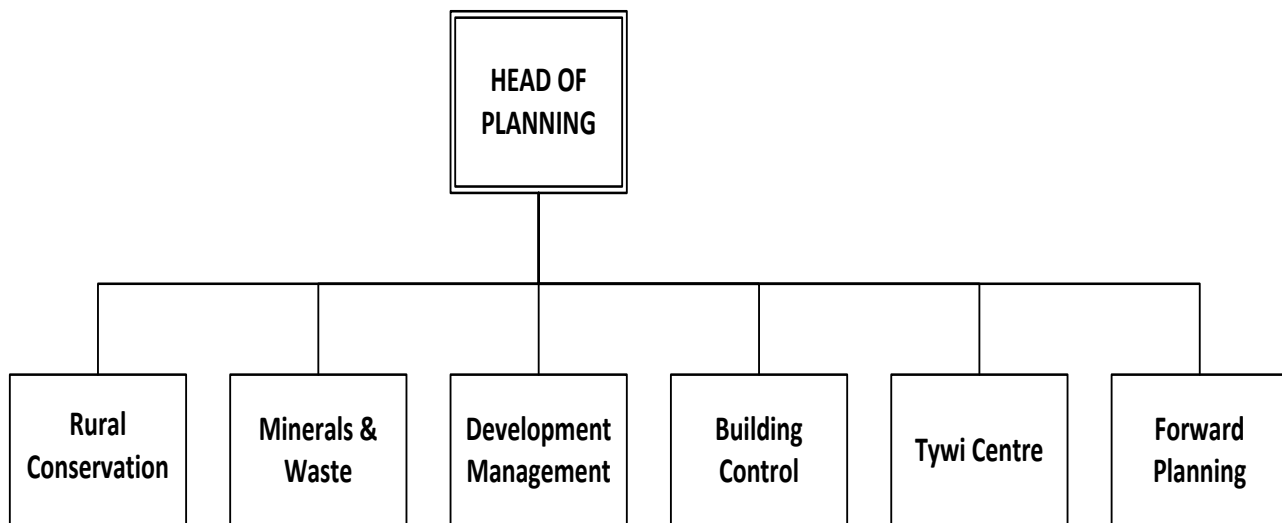 HEAD OF
PLANNING
Rural
Conservation
Minerals &
Waste
Development
Management
Building
Control
Tywi Centre
Forward
Planning